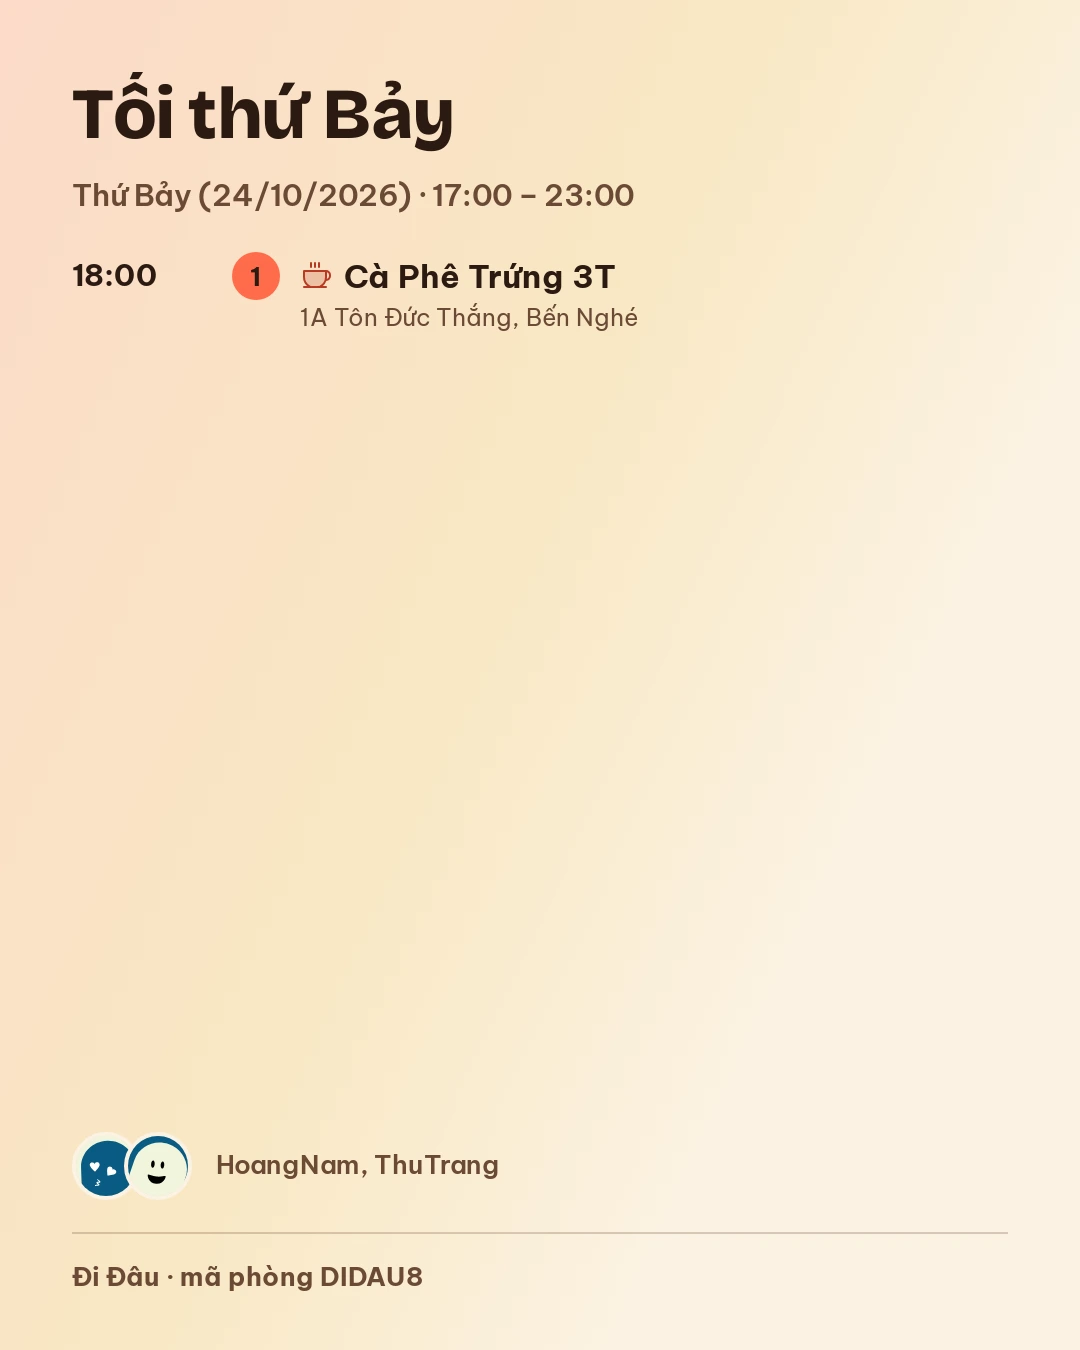 Tối thứ Bảy
Thứ Bảy (24/10/2026) · 17:00 – 23:00
18:00 1 Cà Phê Trứng 3T
1A Tôn Đức Thắng, Bến Nghé
HoangNam, ThuTrang
Đi Đâu · mã phòng DIDAU8